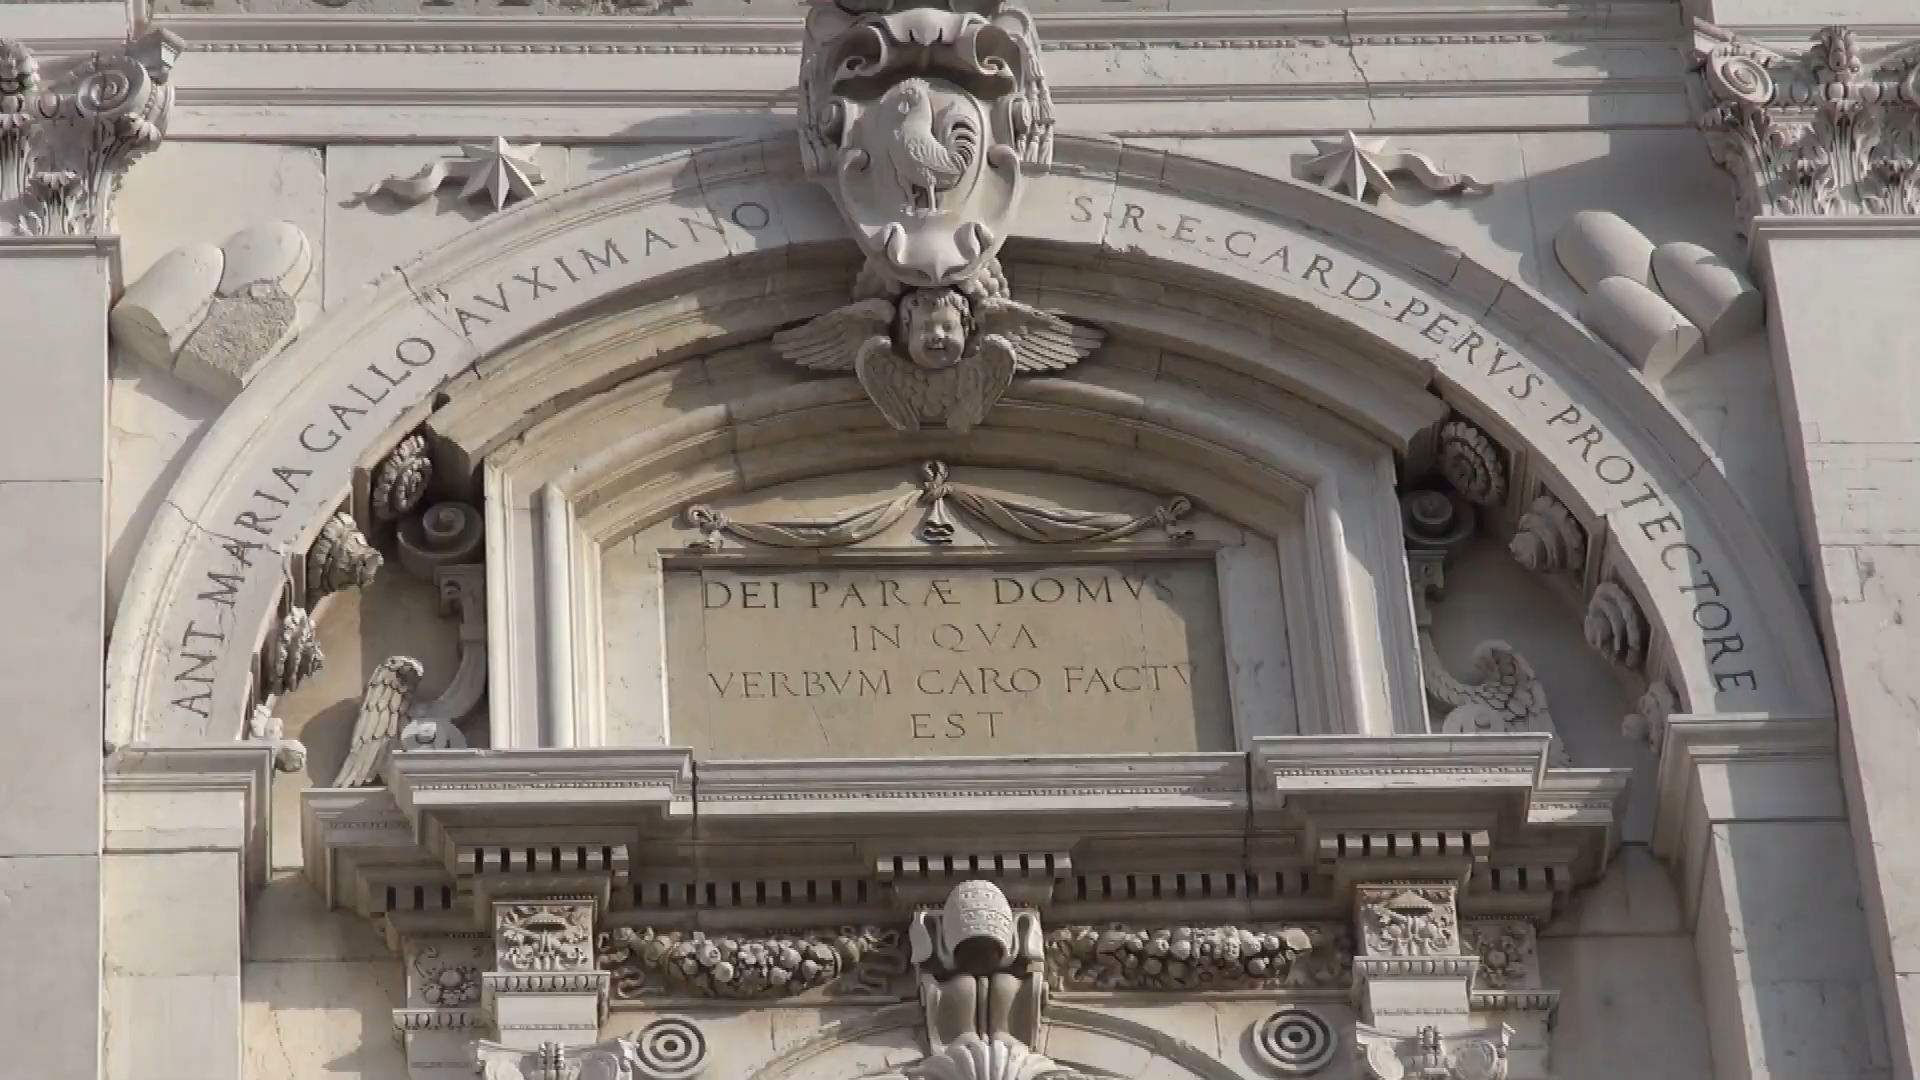 ANT MARIA GALLO AVXIMANO S·R·E·CARD·PERVS·PROTECTORE
DEI PARÆ DOMVS
IN QVA
VERBVM CARO FACTV
EST